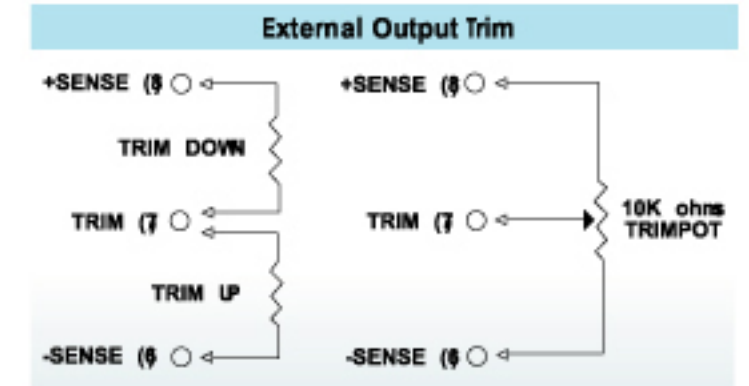 External Output Trim
+SENSE (8)
TRIM DOWN
TRIM (7)
TRIM UP
-SENSE (6)
+SENSE (8)
TRIM (7)
10K ohms
TRIMPOT
-SENSE (6)